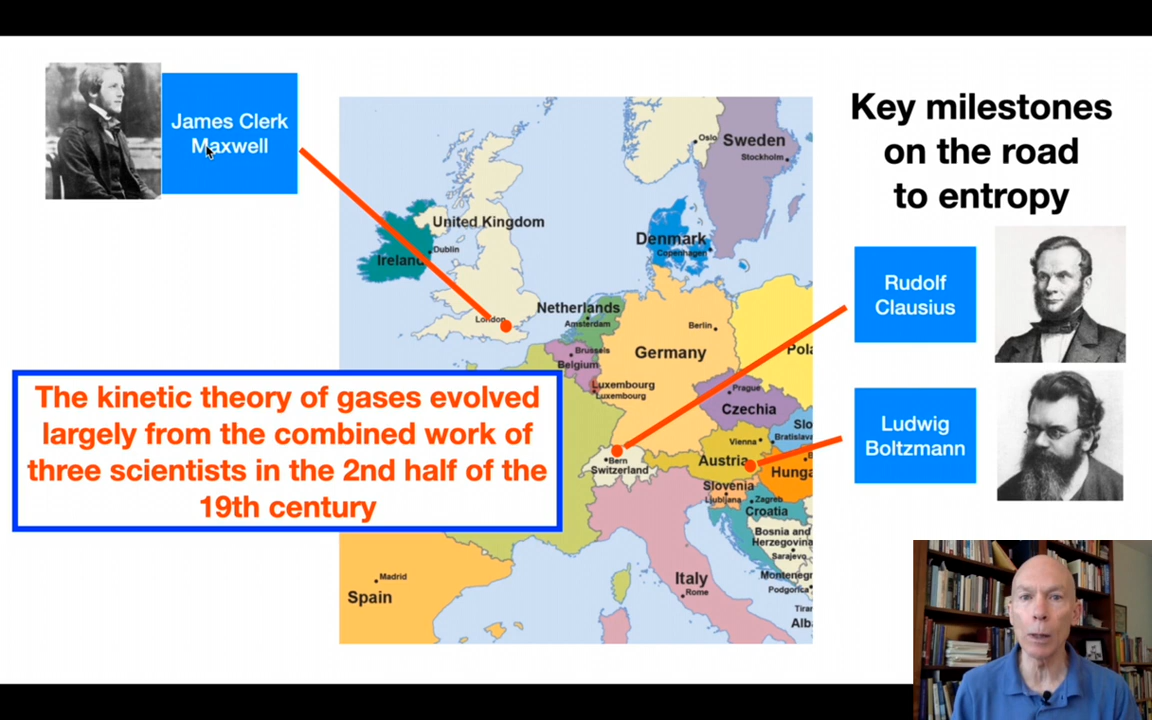 James Clerk
Maxwell
Key milestones
on the road
to entropy
Rudolf
Clausius
Ludwig
Boltzmann
The kinetic theory of gases evolved
largely from the combined work of
three scientists in the 2nd half of the
19th century
Oslo
Sweden
Stockholm
United Kingdom
Dublin
Ireland
Denmark
Copenhagen
London
Netherlands
Amsterdam
Berlin
Germany
Pola
Brussels
Belgium
Luxembourg
Luxembourg
Prague
Czechia
Slo
Vienna
Bratislava
Bern
Switzerland
Austria
Hunga
Slovenia
Ljubljana
Zagreb
Croatia
Bosnia and
Herzegovina
Sarajevo
Madrid
Spain
Italy
Rome
Montenegr
Podgorica
Tirar
Alb